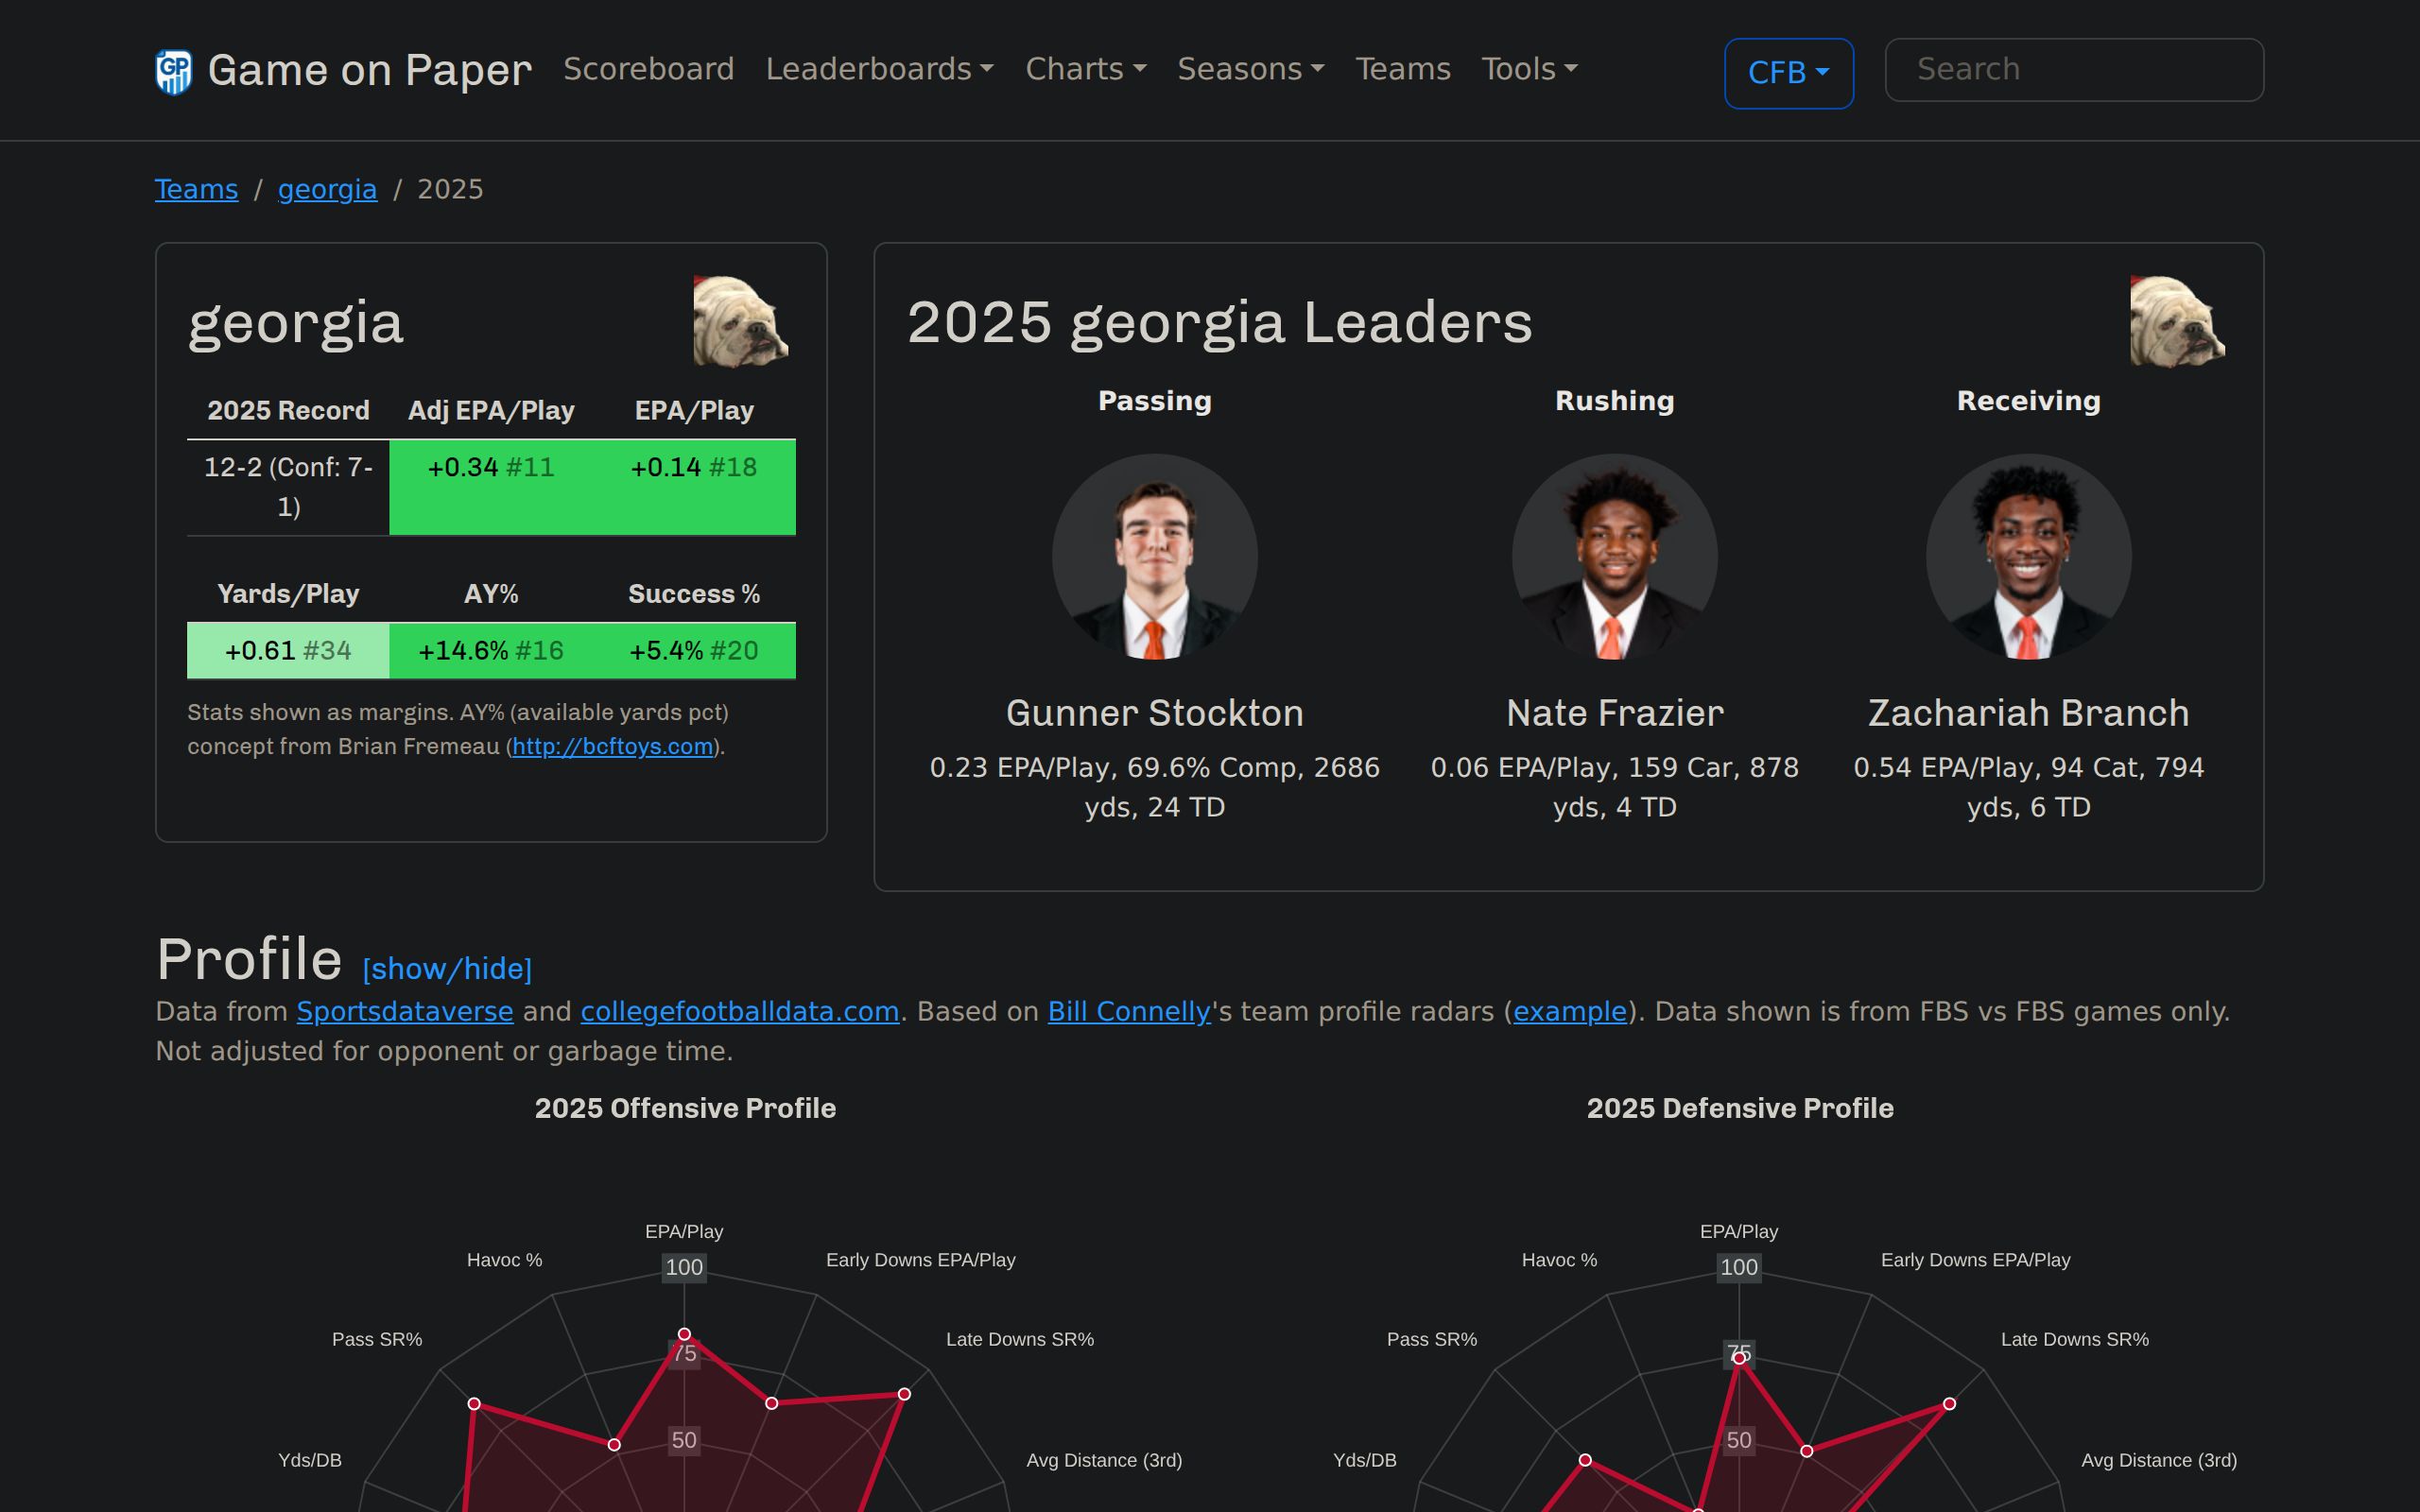 GP Game on Paper Scoreboard Leaderboards Charts Seasons Teams Tools CFB Search
Teams / georgia / 2025
georgia
2025 Record Adj EPA/Play EPA/Play
12-2 (Conf: 7-
1)
+0.34 #11 +0.14 #18
Yards/Play AY% Success %
+0.61 #34 +14.6% #16 +5.4% #20
Stats shown as margins. AY% (available yards pct)
concept from Brian Fremeau (http://bcftoys.com).
2025 georgia Leaders
Passing
Gunner Stockton
0.23 EPA/Play, 69.6% Comp, 2686
yds, 24 TD
Rushing
Nate Frazier
0.06 EPA/Play, 159 Car, 878
yds, 4 TD
Receiving
Zachariah Branch
0.54 EPA/Play, 94 Cat, 794
yds, 6 TD
Profile [show/hide]
Data from Sportsdataverse and collegefootballdata.com. Based on Bill Connelly's team profile radars (example). Data shown is from FBS vs FBS games only.
Not adjusted for opponent or garbage time.
2025 Offensive Profile
EPA/Play
Havoc % Early Downs EPA/Play
100
Pass SR% Late Downs SR%
75
50
Yds/DB Avg Distance (3rd)
2025 Defensive Profile
EPA/Play
Havoc % Early Downs EPA/Play
100
Pass SR% Late Downs SR%
75
50
Yds/DB Avg Distance (3rd)